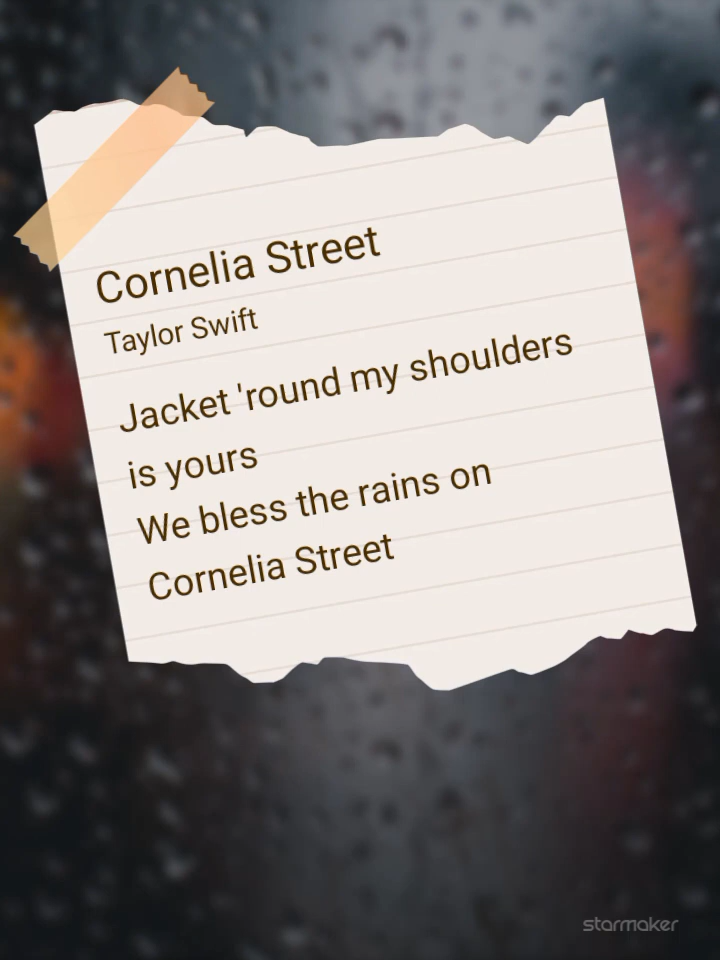 Cornelia Street
Taylor Swift
Jacket 'round my shoulders
is yours
We bless the rains on
Cornelia Street
starmaker